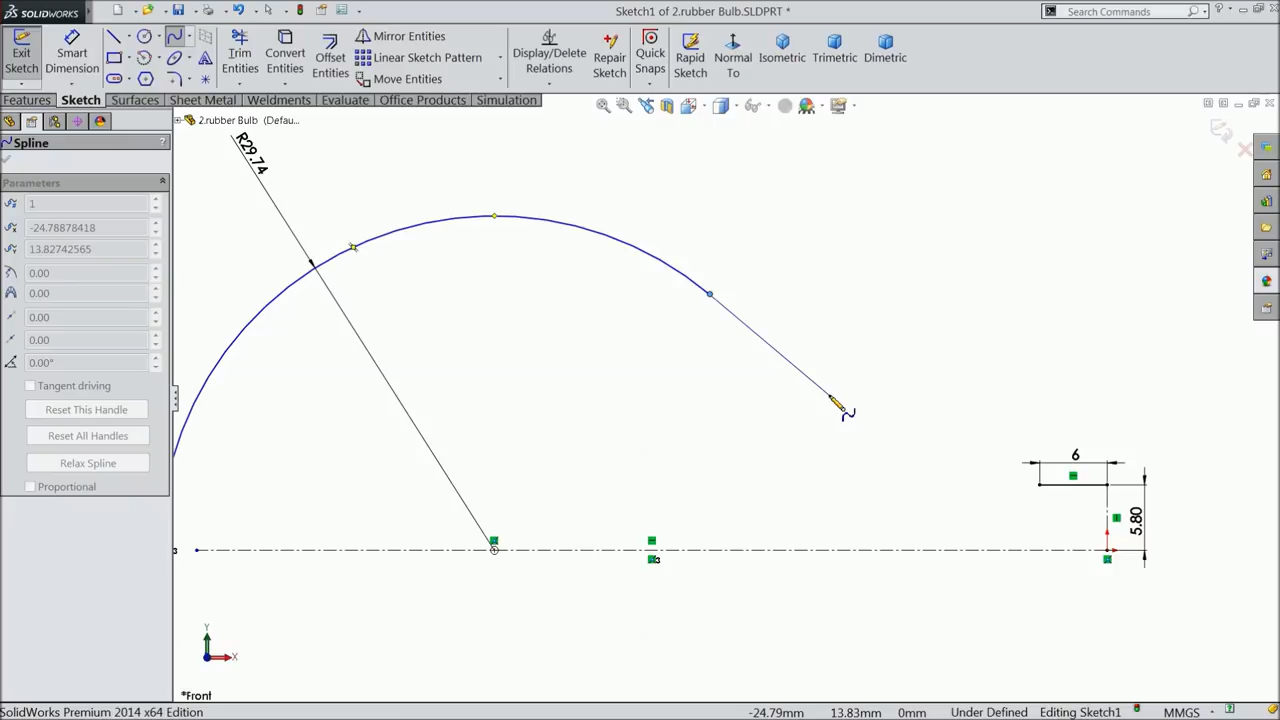 SOLIDWORKS
Sketch1 of 2.rubber Bulb.SLDPRT *
Search Commands
Exit Sketch
Smart Dimension
Trim Entities
Convert Entities
Offset Entities
Mirror Entities
Linear Sketch Pattern
Move Entities
Display/Delete Relations
Repair Sketch
Quick Snaps
Rapid Sketch
Normal To
Isometric
Trimetric
Dimetric
Features
Sketch
Surfaces
Sheet Metal
Weldments
Evaluate
Office Products
Simulation
2.rubber Bulb (Defau...
Spline
?
Parameters
1
-24.78878418
13.82742565
0.00
0.00
0.00
0.00
0.00°
Tangent driving
Reset This Handle
Reset All Handles
Relax Spline
Proportional
R29.74
6
5.80
3
3
Y
X
*Front
SolidWorks Premium 2014 x64 Edition
-24.79mm
13.83mm
0mm
Under Defined
Editing Sketch1
MMGS